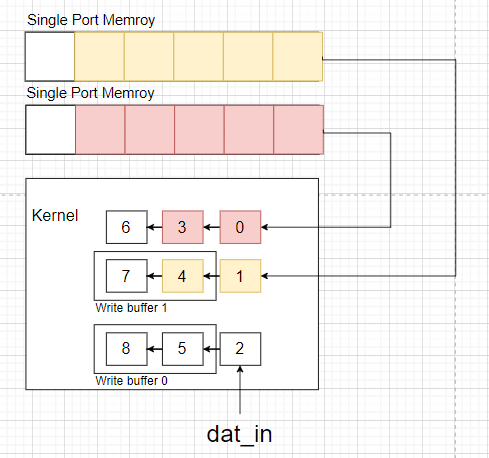 Single Port Memroy
Single Port Memroy
Kernel
6 3 0
7 4 1
Write buffer 1
8 5 2
Write buffer 0
dat_in